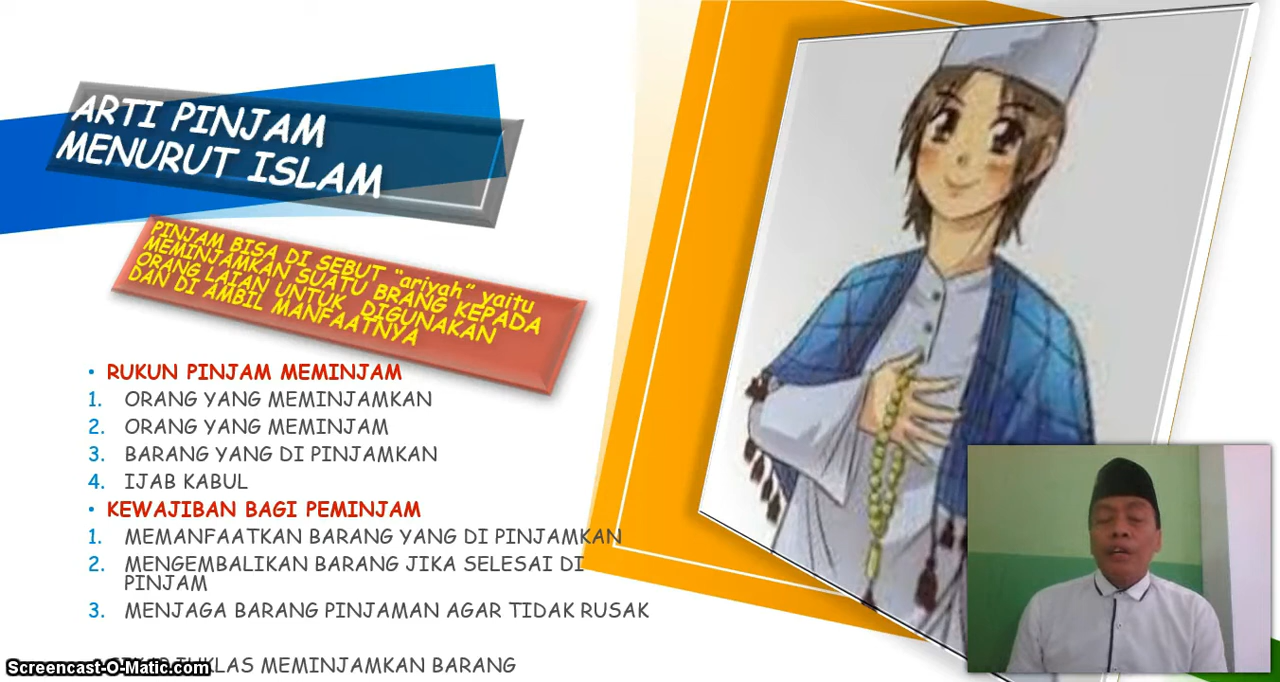 ARTI PINJAM
MENURUT ISLAM
PINJAM BISA DI SEBUT "ariyah" yaitu
MEMINJAMKAN SUATU BRANG KEPADA
ORANG LAIAN UNTUK DIGUNAKAN
DAN DI AMBIL MANFAATNYA
• RUKUN PINJAM MEMINJAM
1. ORANG YANG MEMINJAMKAN
2. ORANG YANG MEMINJAM
3. BARANG YANG DI PINJAMKAN
4. IJAB KABUL
• KEWAJIBAN BAGI PEMINJAM
1. MEMANFAATKAN BARANG YANG DI PINJAMKAN
2. MENGEMBALIKAN BARANG JIKA SELESAI DI
PINJAM
3. MENJAGA BARANG PINJAMAN AGAR TIDAK RUSAK
MEMINJAMKAN BARANG
Screencast-O-Matic.com